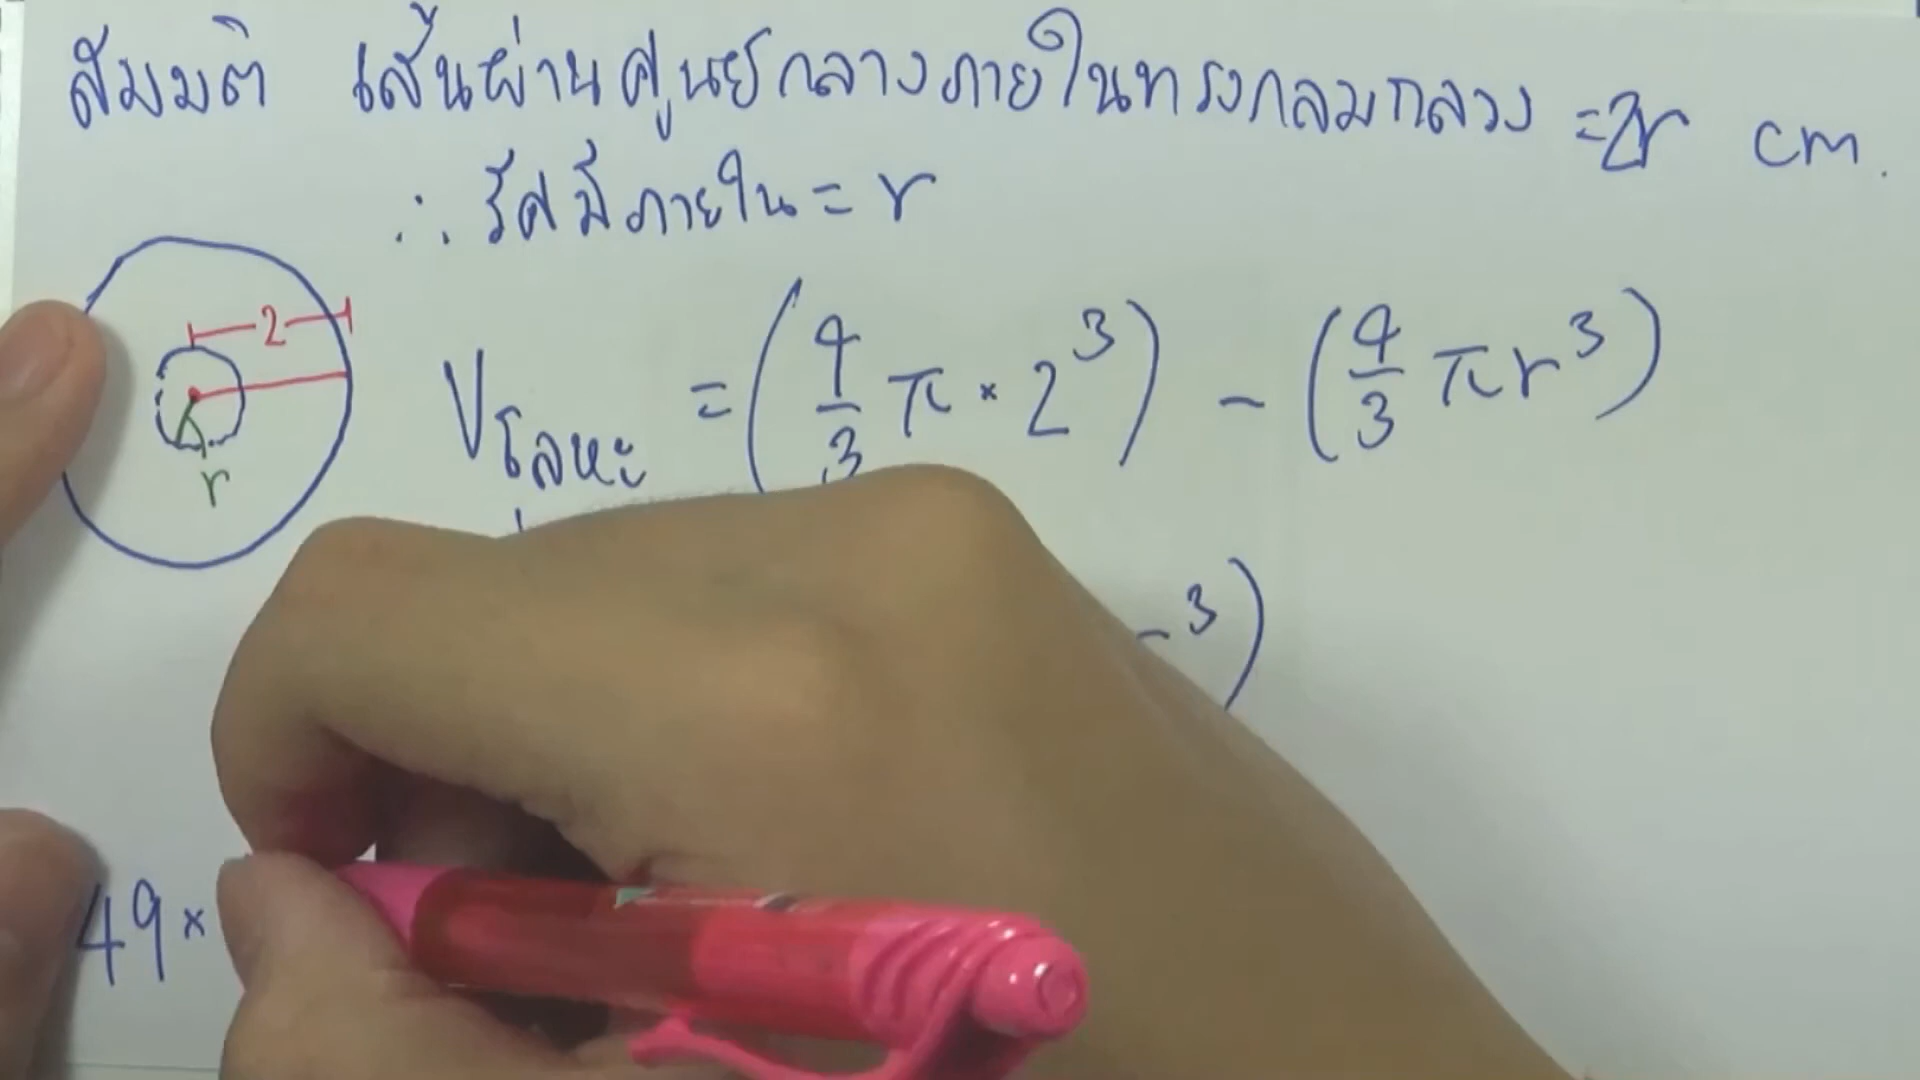 สมมติ เส้นผ่านศูนย์กลางภายในทรงกลมกลวง = 2r cm.
∴ รัศมีภายใน = r
2
r
V โลหะ = (4/3 π × 2³) - (4/3 πr³)
³)
49 ×